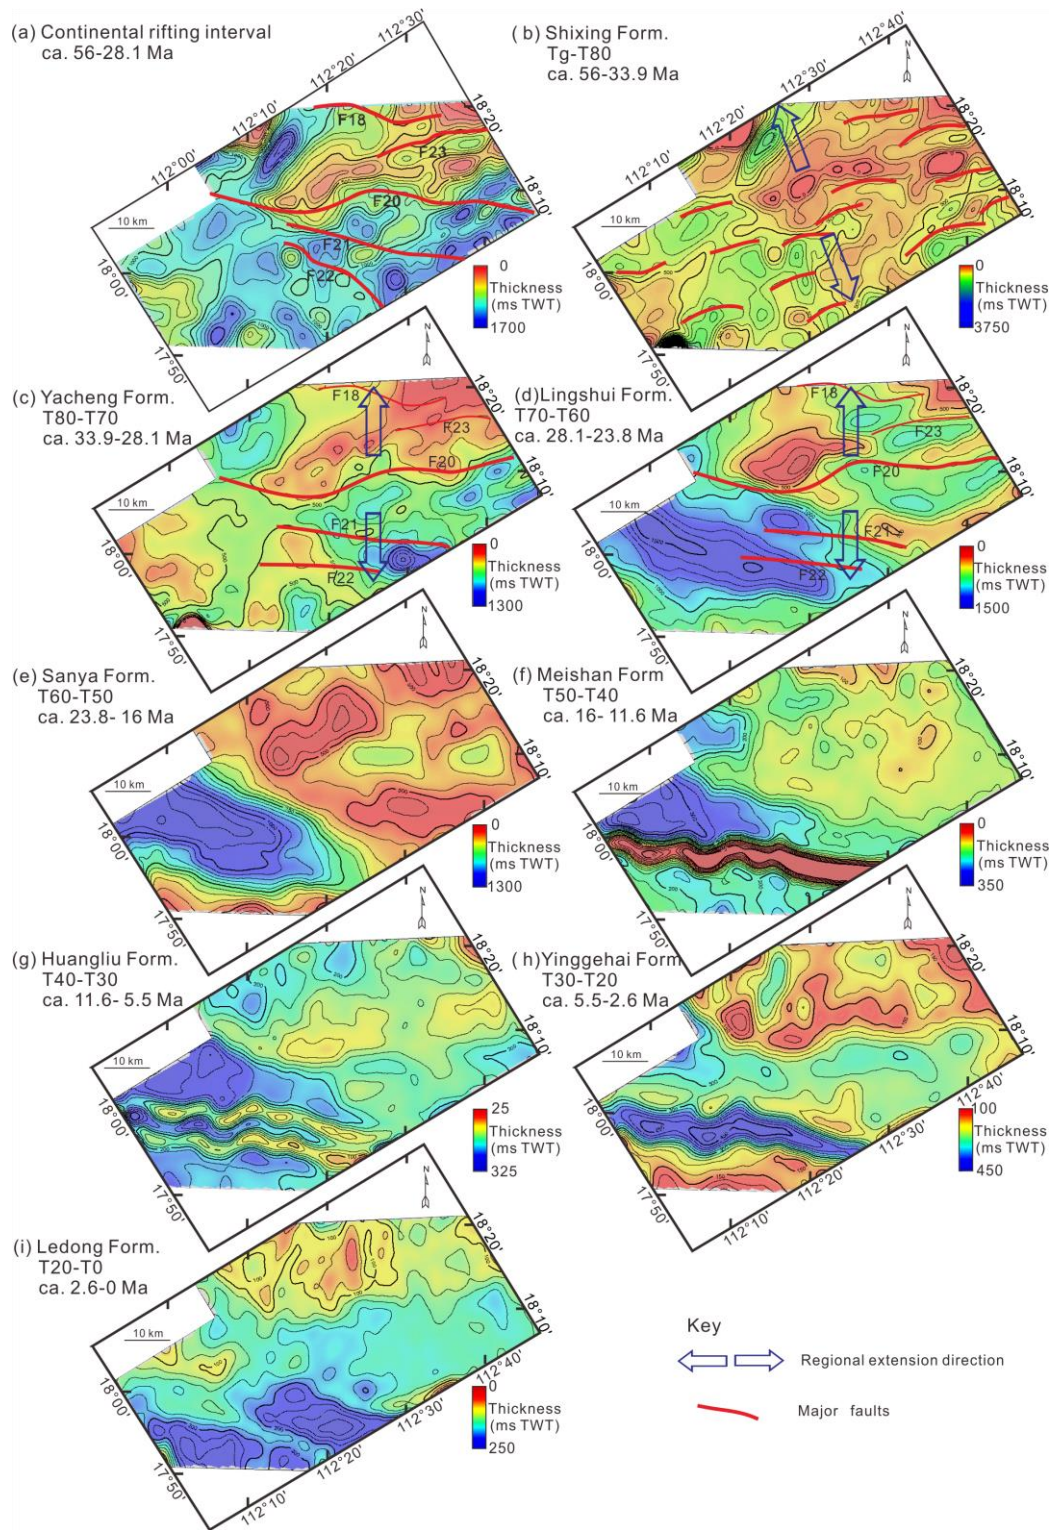 (a) Continental rifting interval
ca. 56-28.1 Ma
112°00'
112°10'
112°20'
112°30'
18°20'
18°10'
18°00'
17°50'
N
F18
F23
F20
F21
F22
10 km
0
Thickness
(ms TWT)
1700
( b) Shixing Form.
Tg-T80
ca. 56-33.9 Ma
112°10'
112°20'
112°30'
112°40'
18°20'
18°10'
18°00'
17°50'
N
10 km
0
Thickness
(ms TWT)
3750
(c) Yacheng Form.
T80-T70
ca. 33.9-28.1 Ma
18°20'
18°10'
18°00'
17°50'
N
F18
F23
F20
F21
F22
10 km
500
0
Thickness
(ms TWT)
1300
(d)Lingshui Form.
T70-T60
ca. 28.1-23.8 Ma
18°20'
18°10'
18°00'
17°50'
N
F18
F23
F20
F21
F22
10 km
500
0
Thickness
(ms TWT)
1500
(e) Sanya Form.
T60-T50
ca. 23.8- 16 Ma
18°20'
18°10'
18°00'
17°50'
N
10 km
0
Thickness
(ms TWT)
1300
(f) Meishan Form
T50-T40
ca. 16- 11.6 Ma
18°20'
18°10'
18°00'
17°50'
N
10 km
0
Thickness
(ms TWT)
350
(g) Huangliu Form.
T40-T30
ca. 11.6- 5.5 Ma
18°20'
18°10'
18°00'
17°50'
N
10 km
25
Thickness
(ms TWT)
325
( h)Yinggehai Form
T30-T20
ca. 5.5-2.6 Ma
18°20'
18°10'
18°00'
17°50'
112°10'
112°20'
112°30'
112°40'
N
10 km
100
Thickness
(ms TWT)
450
(i) Ledong Form.
T20-T0
ca. 2.6-0 Ma
18°20'
18°10'
18°00'
17°50'
112°10'
112°20'
112°30'
112°40'
N
10 km
100
0
Thickness
(ms TWT)
250
Key
Regional extension direction
Major faults